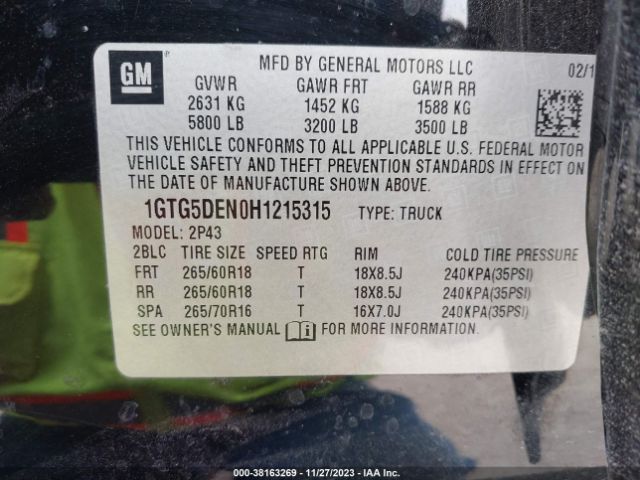 GM ® MFD BY GENERAL MOTORS LLC 02/1
GVWR GAWR FRT GAWR RR
2631 KG 1452 KG 1588 KG
5800 LB 3200 LB 3500 LB
THIS VEHICLE CONFORMS TO ALL APPLICABLE U.S. FEDERAL MOTOR
VEHICLE SAFETY AND THEFT PREVENTION STANDARDS IN EFFECT ON
THE DATE OF MANUFACTURE SHOWN ABOVE.
1GTG5DEN0H1215315 TYPE: TRUCK
MODEL: 2P43
2BLC TIRE SIZE SPEED RTG RIM COLD TIRE PRESSURE
FRT 265/60R18 T 18X8.5J 240KPA(35PSI)
RR 265/60R18 T 18X8.5J 240KPA(35PSI)
SPA 265/70R16 T 16X7.0J 240KPA(35PSI)
SEE OWNER'S MANUAL FOR MORE INFORMATION.
000-38163269 - 11/27/2023 - IAA Inc.